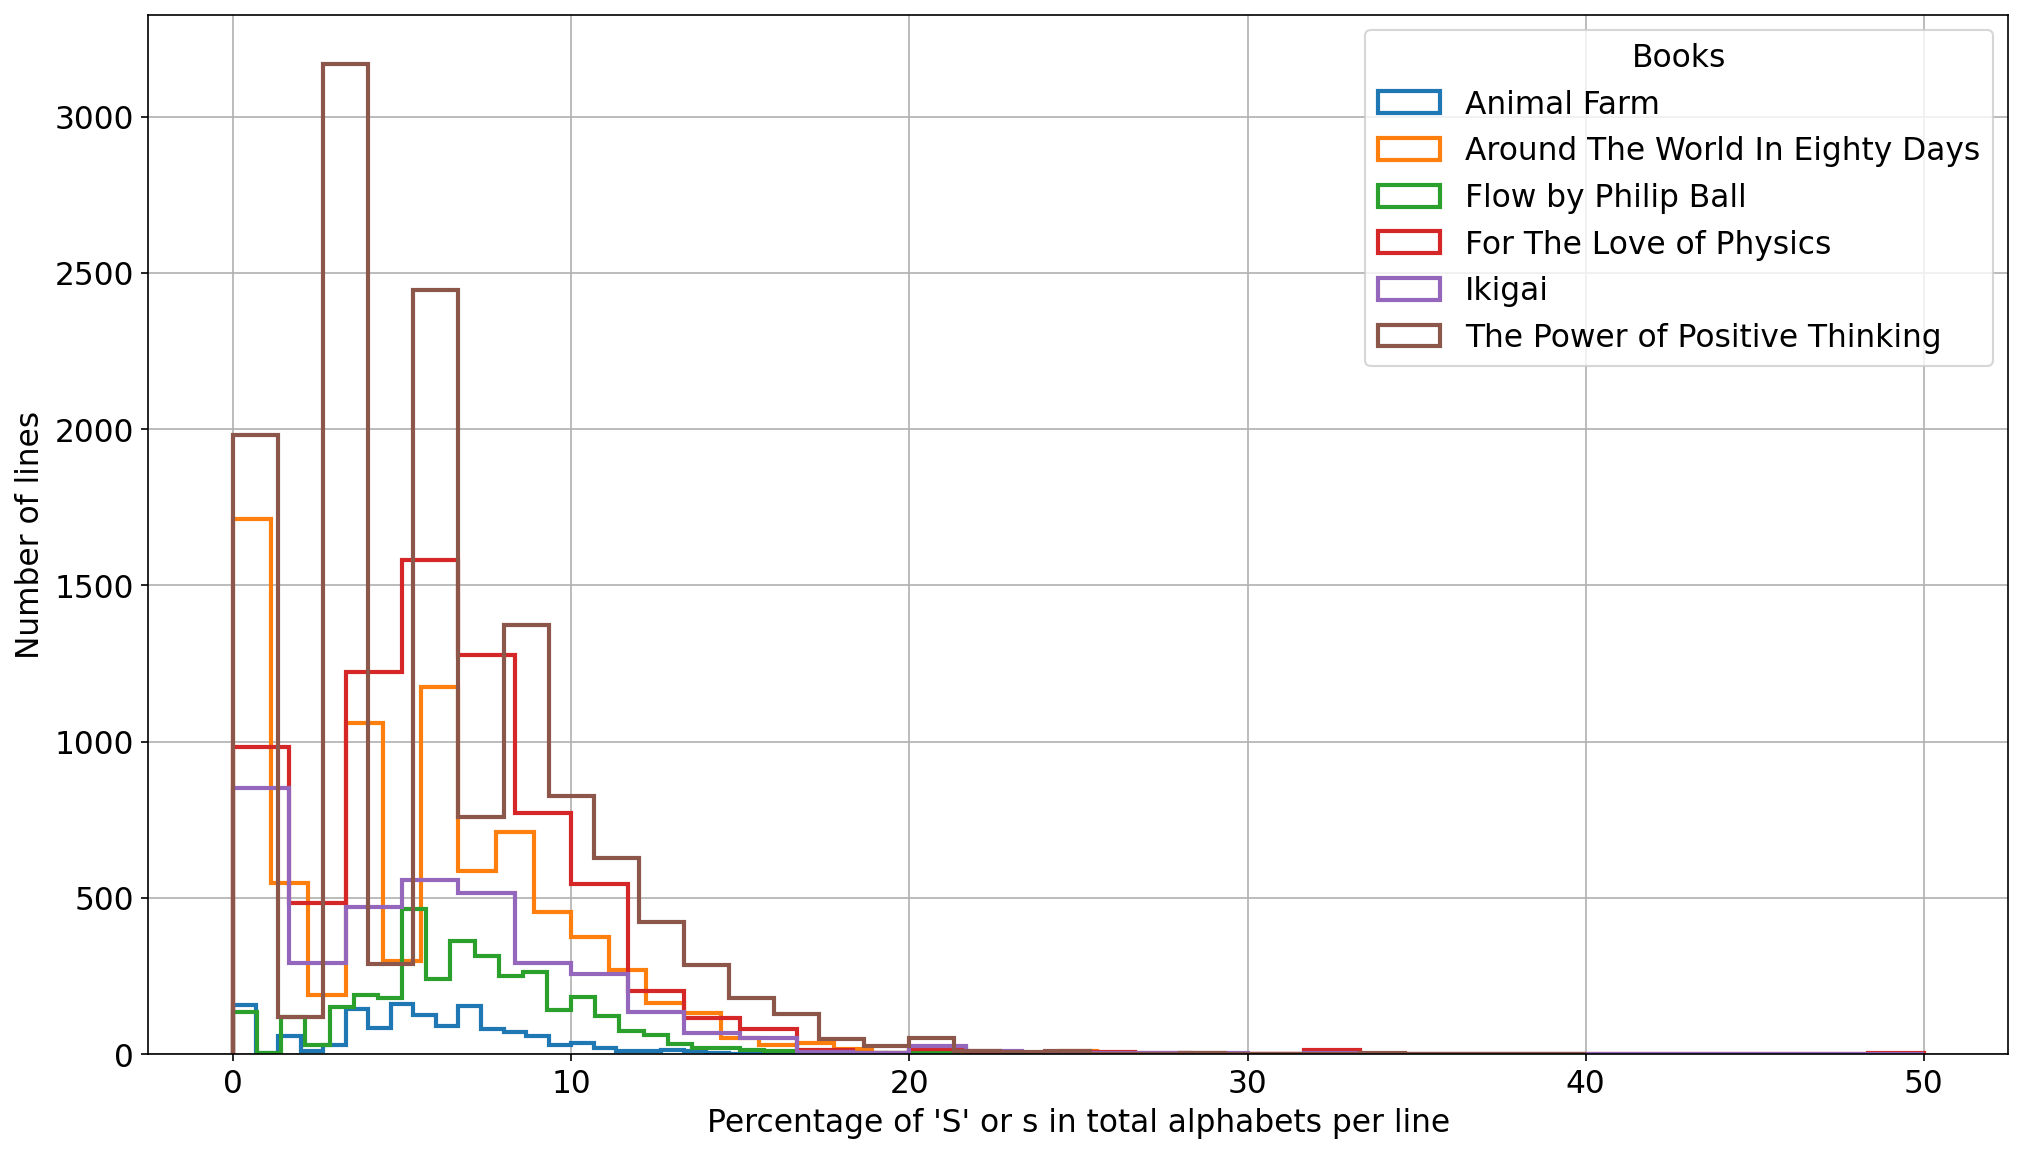 Books
Animal Farm
Around The World In Eighty Days
Flow by Philip Ball
For The Love of Physics
Ikigai
The Power of Positive Thinking
Number of lines
3000
2500
2000
1500
1000
500
0
0 10 20 30 40 50
Percentage of 'S' or s in total alphabets per line